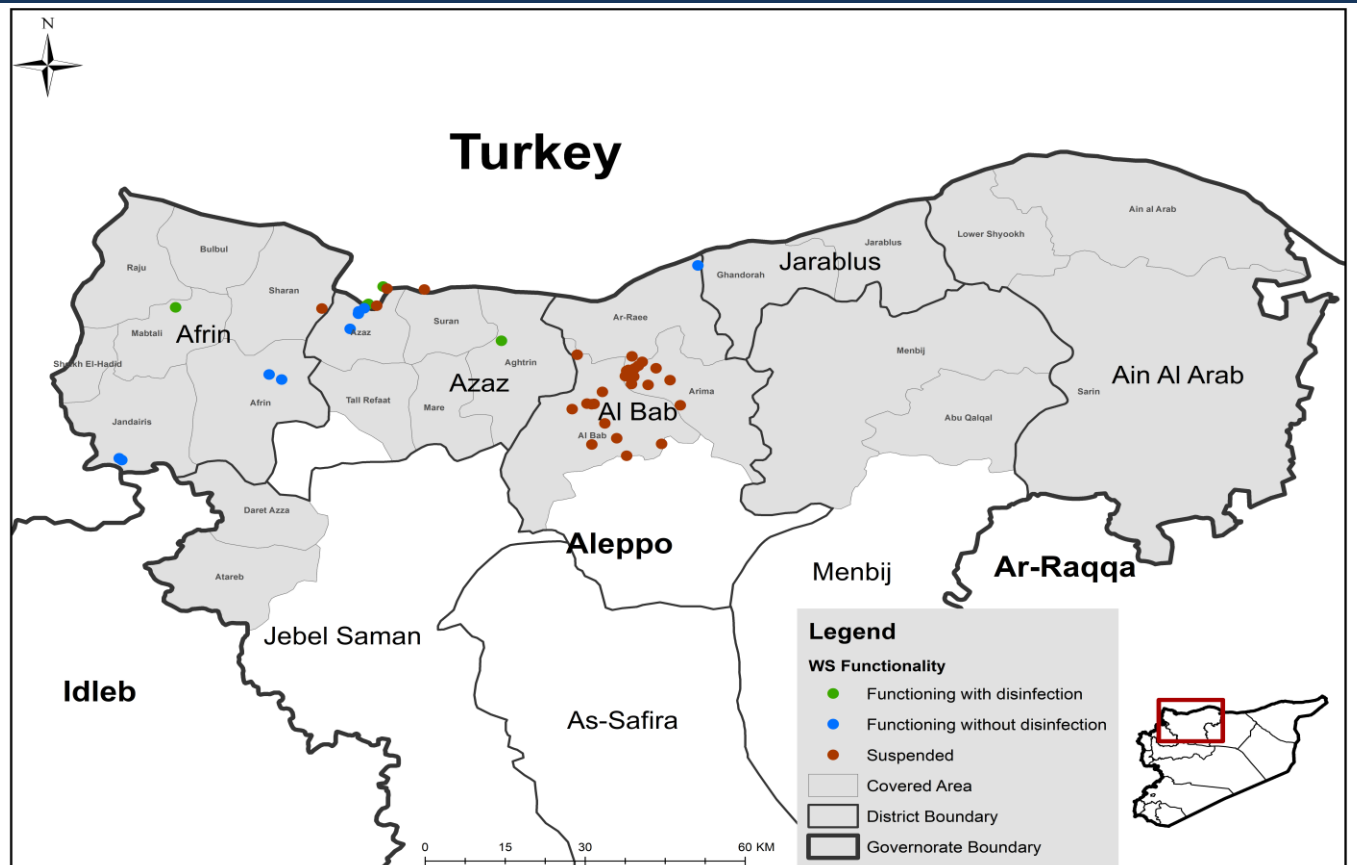 N
Turkey
Ain al Arab
Bulbul
Jarablus
Lower Shyookh
Raju
Jarablus
Ghandorah
Sharan
Ar-Raee
Suran
Azaz
Mabtali
Afrin
Menbij
Sheikh El-Hadid
Aghtrin
Ain Al Arab
Azaz
Arima
Sarin
Tall Refaat
Mare
Afrin
Al Bab
Abu Qalqal
Jandairis
Al Bab
Daret Azza
Aleppo
Ar-Raqqa
Menbij
Atareb
Jebel Saman
Idleb
As-Safira
Legend
WS Functionality
Functioning with disinfection
Functioning without disinfection
Suspended
Covered Area
District Boundary
Governorate Boundary
0 15 30 60 KM